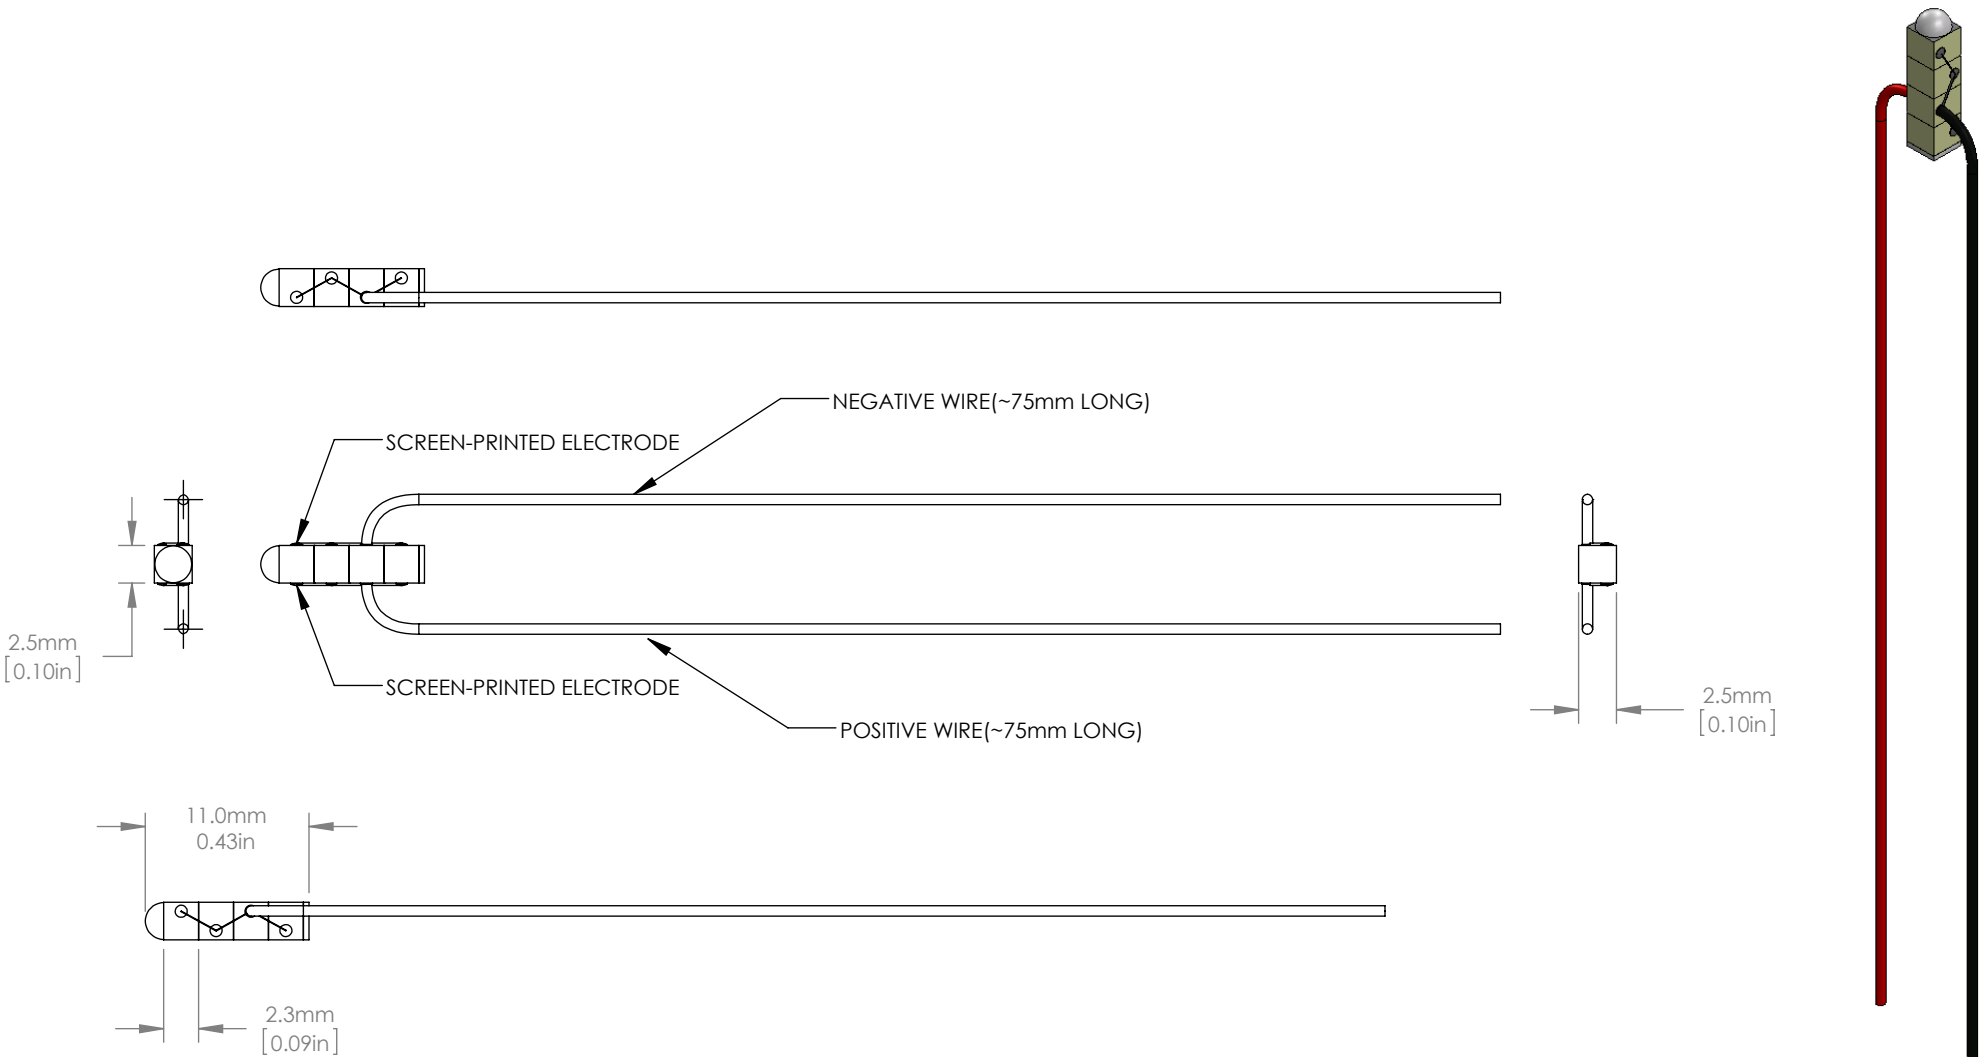 NEGATIVE WIRE(~75mm LONG)
SCREEN-PRINTED ELECTRODE
2.5mm
[0.10in]
SCREEN-PRINTED ELECTRODE
2.5mm
[0.10in]
POSITIVE WIRE(~75mm LONG)
11.0mm
0.43in
2.3mm
[0.09in]